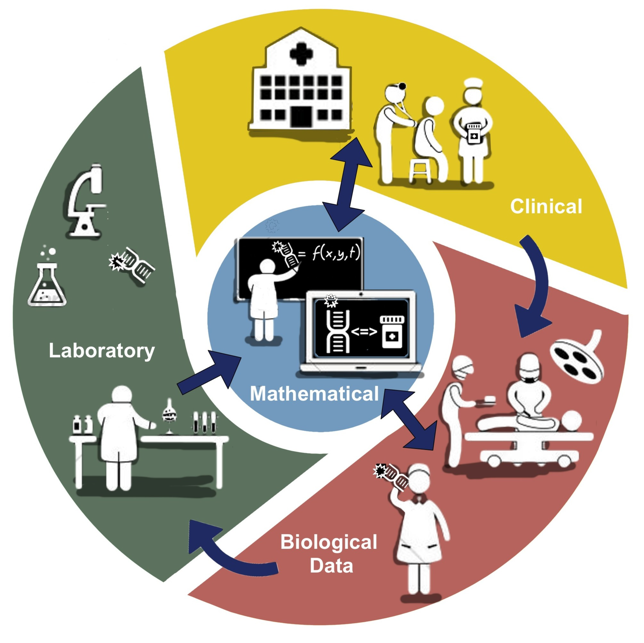 Clinical
= f(x,y,t)
<=>
Laboratory
Mathematical
Biological
Data